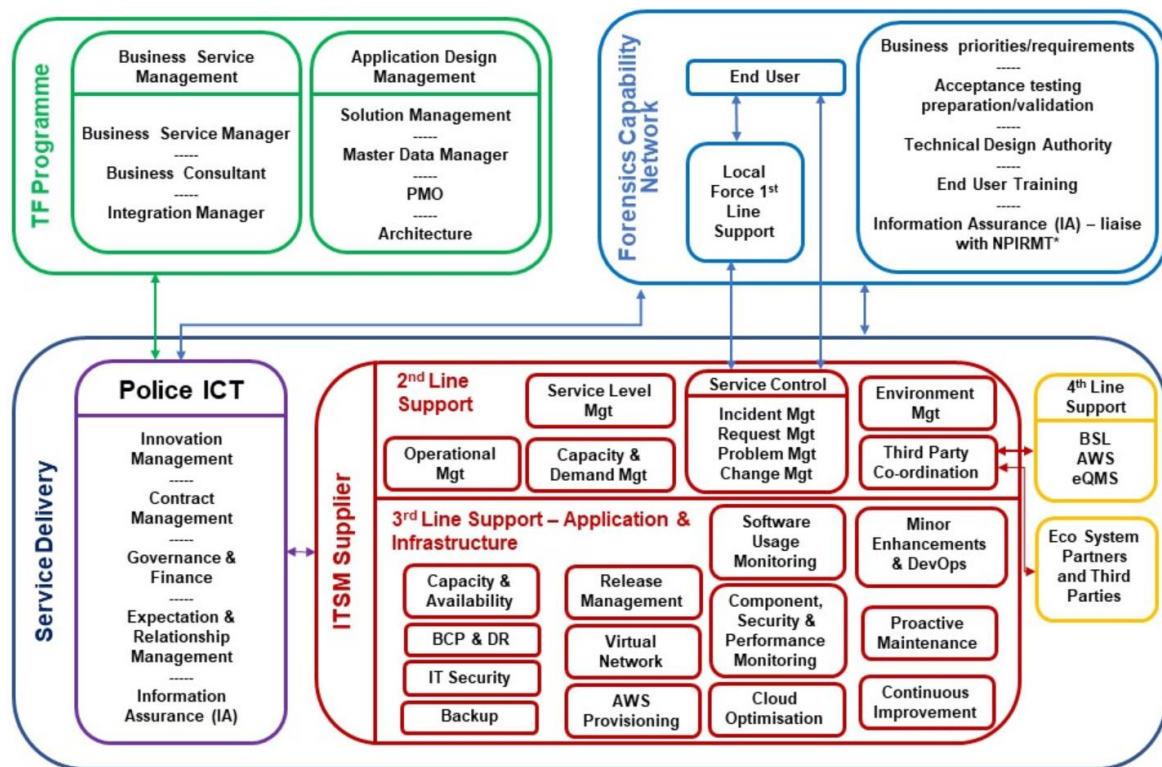 TF Programme
Business Service
Management
Business Service Manager
-----
Business Consultant
-----
Integration Manager
Application Design
Management
Solution Management
-----
Master Data Manager
-----
PMO
-----
Architecture
Forensics Capability
Network
End User
Local
Force 1st
Line
Support
Business priorities/requirements
-----
Acceptance testing
preparation/validation
-----
Technical Design Authority
-----
End User Training
-----
Information Assurance (IA) – liaise
with NPIRMT*
Service Delivery
Police ICT
Innovation
Management
-----
Contract
Management
-----
Governance &
Finance
-----
Expectation &
Relationship
Management
-----
Information
Assurance (IA)
ITSM Supplier
2nd Line
Support
Service Level
Mgt
Operational
Mgt
Capacity &
Demand Mgt
Service Control
Incident Mgt
Request Mgt
Problem Mgt
Change Mgt
Environment
Mgt
Third Party
Co-ordination
3rd Line Support – Application &
Infrastructure
Capacity &
Availability
BCP & DR
IT Security
Backup
Release
Management
Virtual
Network
AWS
Provisioning
Software
Usage
Monitoring
Component,
Security &
Performance
Monitoring
Cloud
Optimisation
Minor
Enhancements
& DevOps
Proactive
Maintenance
Continuous
Improvement
4th Line
Support
BSL
AWS
eQMS
Eco System
Partners
and Third
Parties